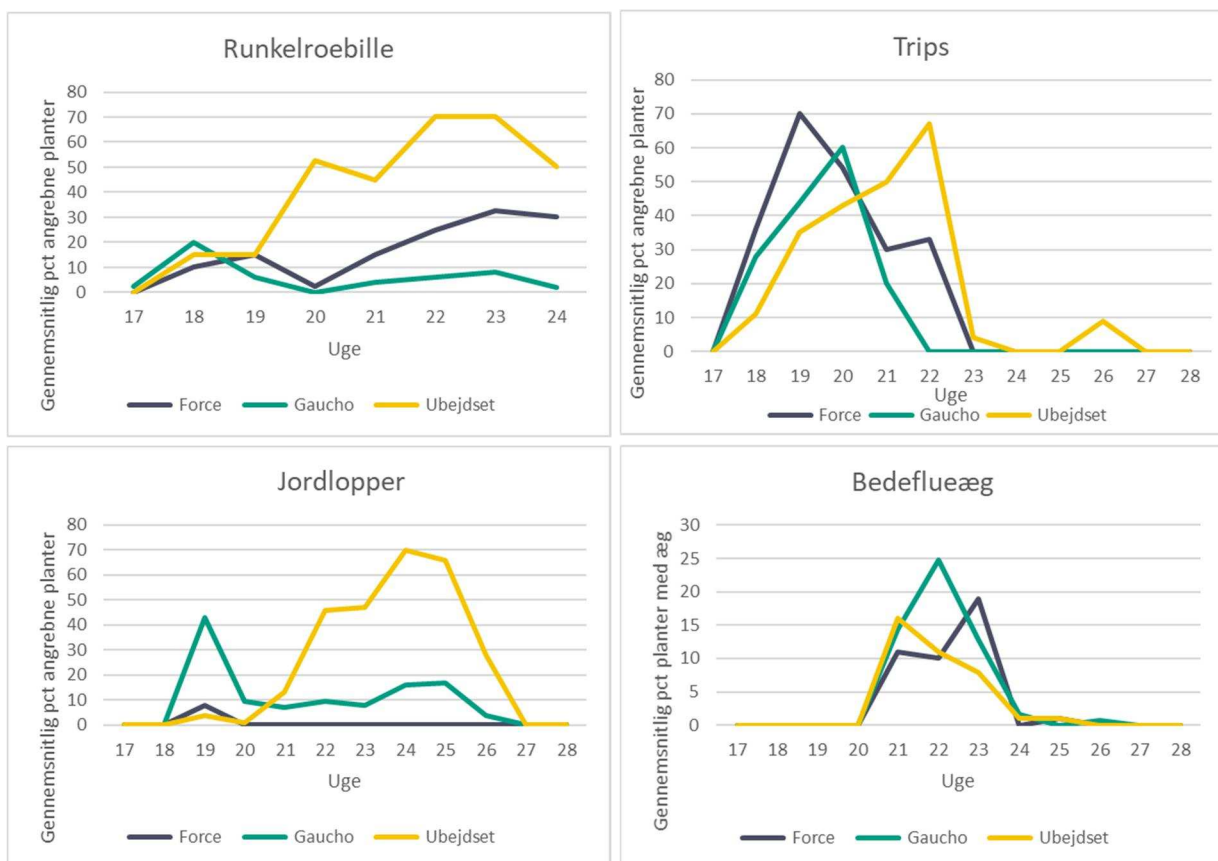 Runkelroebille
Gennemsnitlig pct angrebne planter
80
70
60
50
40
30
20
10
0
17 18 19 20 21 22 23 24
Uge
Force Gaucho Ubejdset
Trips
Gennemsnitlig pct angrebne planter
80
70
60
50
40
30
20
10
0
17 18 19 20 21 22 23 24 25 26 27 28
Uge
Force Gaucho Ubejdset
Jordlopper
Gennemsnitlig pct angrebne planter
80
70
60
50
40
30
20
10
0
17 18 19 20 21 22 23 24 25 26 27 28
Uge
Force Gaucho Ubejdset
Bedeflueæg
Gennemsnitlig pct planter med æg
30
25
20
15
10
5
0
17 18 19 20 21 22 23 24 25 26 27 28
Uge
Force Gaucho Ubejdset